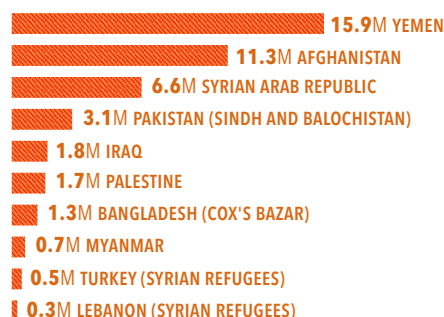 15.9M YEMEN
11.3M AFGHANISTAN
6.6M SYRIAN ARAB REPUBLIC
3.1M PAKISTAN (SINDH AND BALOCHISTAN)
1.8M IRAQ
1.7M PALESTINE
1.3M BANGLADESH (COX'S BAZAR)
0.7M MYANMAR
0.5M TURKEY (SYRIAN REFUGEES)
0.3M LEBANON (SYRIAN REFUGEES)